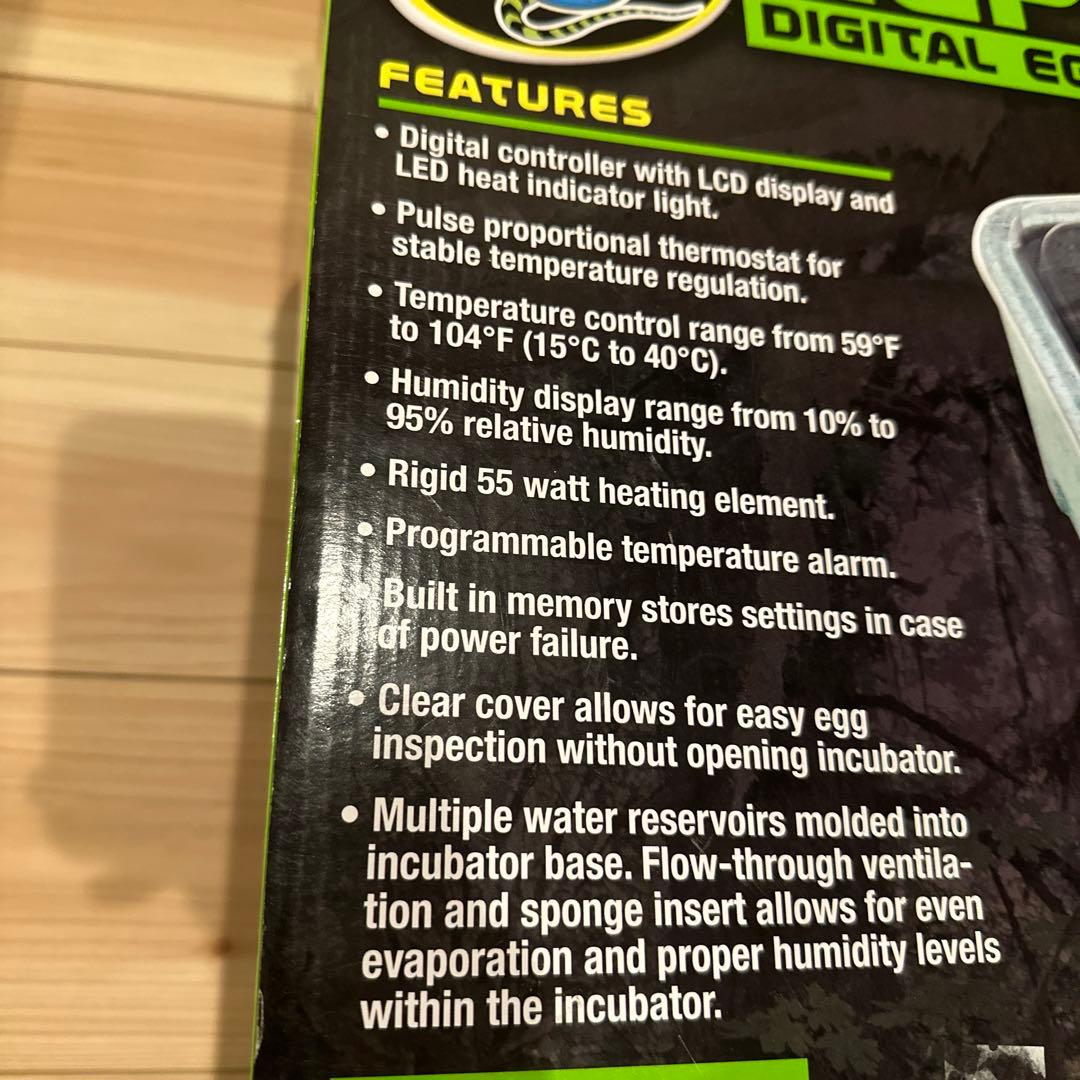 DIGITAL
FEATURES
• Digital controller with LCD display and
LED heat indicator light.
• Pulse proportional thermostat for
stable temperature regulation.
• Temperature control range from 59°F
to 104°F (15°C to 40°C).
• Humidity display range from 10% to
95% relative humidity.
• Rigid 55 watt heating element.
• Programmable temperature alarm.
• Built in memory stores settings in case
of power failure.
• Clear cover allows for easy egg
inspection without opening incubator.
• Multiple water reservoirs molded into
incubator base. Flow-through ventila-
tion and sponge insert allows for even
evaporation and proper humidity levels
within the incubator.